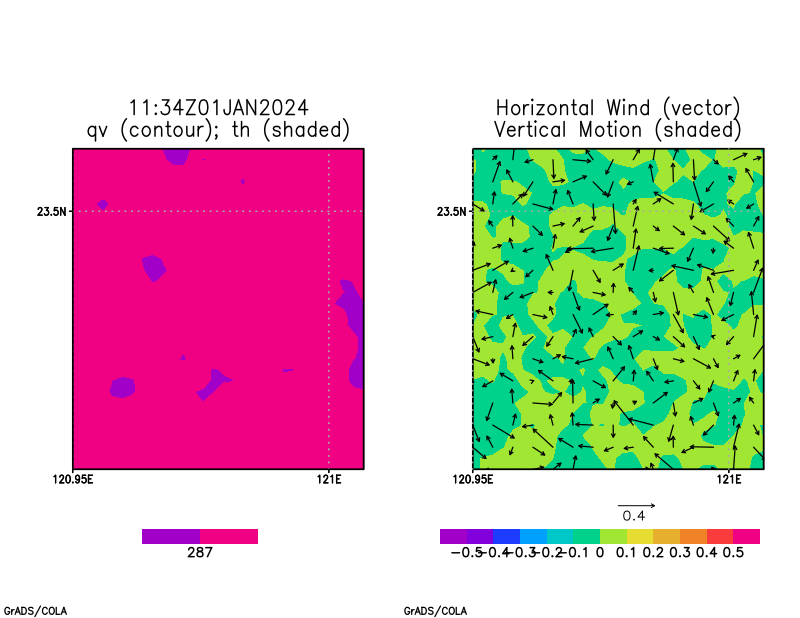 11:34Z01JAN2024
qv (contour); th (shaded)
23.5N
120.95E 121E
287
Horizontal Wind (vector)
Vertical Motion (shaded)
23.5N
120.95E 121E
0.4
-0.5 -0.4 -0.3 -0.2 -0.1 0 0.1 0.2 0.3 0.4 0.5
GrADS/COLA GrADS/COLA